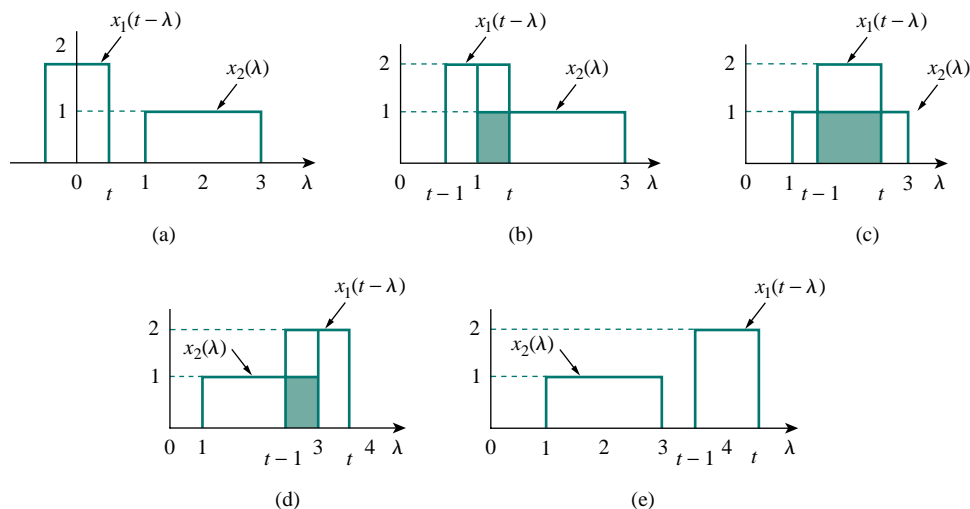 x₁(t − λ)
2
x₂(λ)
1
0 t 1 2 3 λ
(a)
x₁(t − λ)
2
x₂(λ)
1
0 t − 1 1 t 3 λ
(b)
x₁(t − λ)
2
x₂(λ)
1
0 1 t − 1 t 3 λ
(c)
x₁(t − λ)
2
x₂(λ)
1
0 1 t − 1 3 t 4 λ
(d)
x₁(t − λ)
2
x₂(λ)
1
0 1 2 3 t − 1 4 t λ
(e)